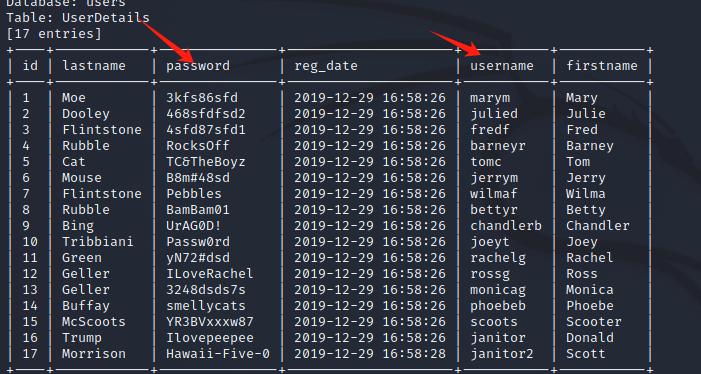 Database: users
Table: UserDetails
[17 entries]
| id | lastname | password | reg_date | username | firstname |
| 1 | Moe | 3kfs86sfd | 2019-12-29 16:58:26 | marym | Mary |
| 2 | Dooley | 468sfdfsd2 | 2019-12-29 16:58:26 | julied | Julie |
| 3 | Flintstone | 4sfd87sfd1 | 2019-12-29 16:58:26 | fredf | Fred |
| 4 | Rubble | RocksOff | 2019-12-29 16:58:26 | barneyr | Barney |
| 5 | Cat | TC&TheBoyz | 2019-12-29 16:58:26 | tomc | Tom |
| 6 | Mouse | B8m#48sd | 2019-12-29 16:58:26 | jerrym | Jerry |
| 7 | Flintstone | Pebbles | 2019-12-29 16:58:26 | wilmaf | Wilma |
| 8 | Rubble | BamBam01 | 2019-12-29 16:58:26 | bettyr | Betty |
| 9 | Bing | UrAG0D! | 2019-12-29 16:58:26 | chandlerb | Chandler |
| 10 | Tribbiani | Passw0rd | 2019-12-29 16:58:26 | joeyt | Joey |
| 11 | Green | yN72#dsd | 2019-12-29 16:58:26 | rachelg | Rachel |
| 12 | Geller | ILoveRachel | 2019-12-29 16:58:26 | rossg | Ross |
| 13 | Geller | 3248dsds7s | 2019-12-29 16:58:26 | monicag | Monica |
| 14 | Buffay | smellycats | 2019-12-29 16:58:26 | phoebeb | Phoebe |
| 15 | McScoots | YR3BVxxxw87 | 2019-12-29 16:58:26 | scoots | Scooter |
| 16 | Trump | Ilovepeepee | 2019-12-29 16:58:26 | janitor | Donald |
| 17 | Morrison | Hawaii-Five-0 | 2019-12-29 16:58:28 | janitor2 | Scott |